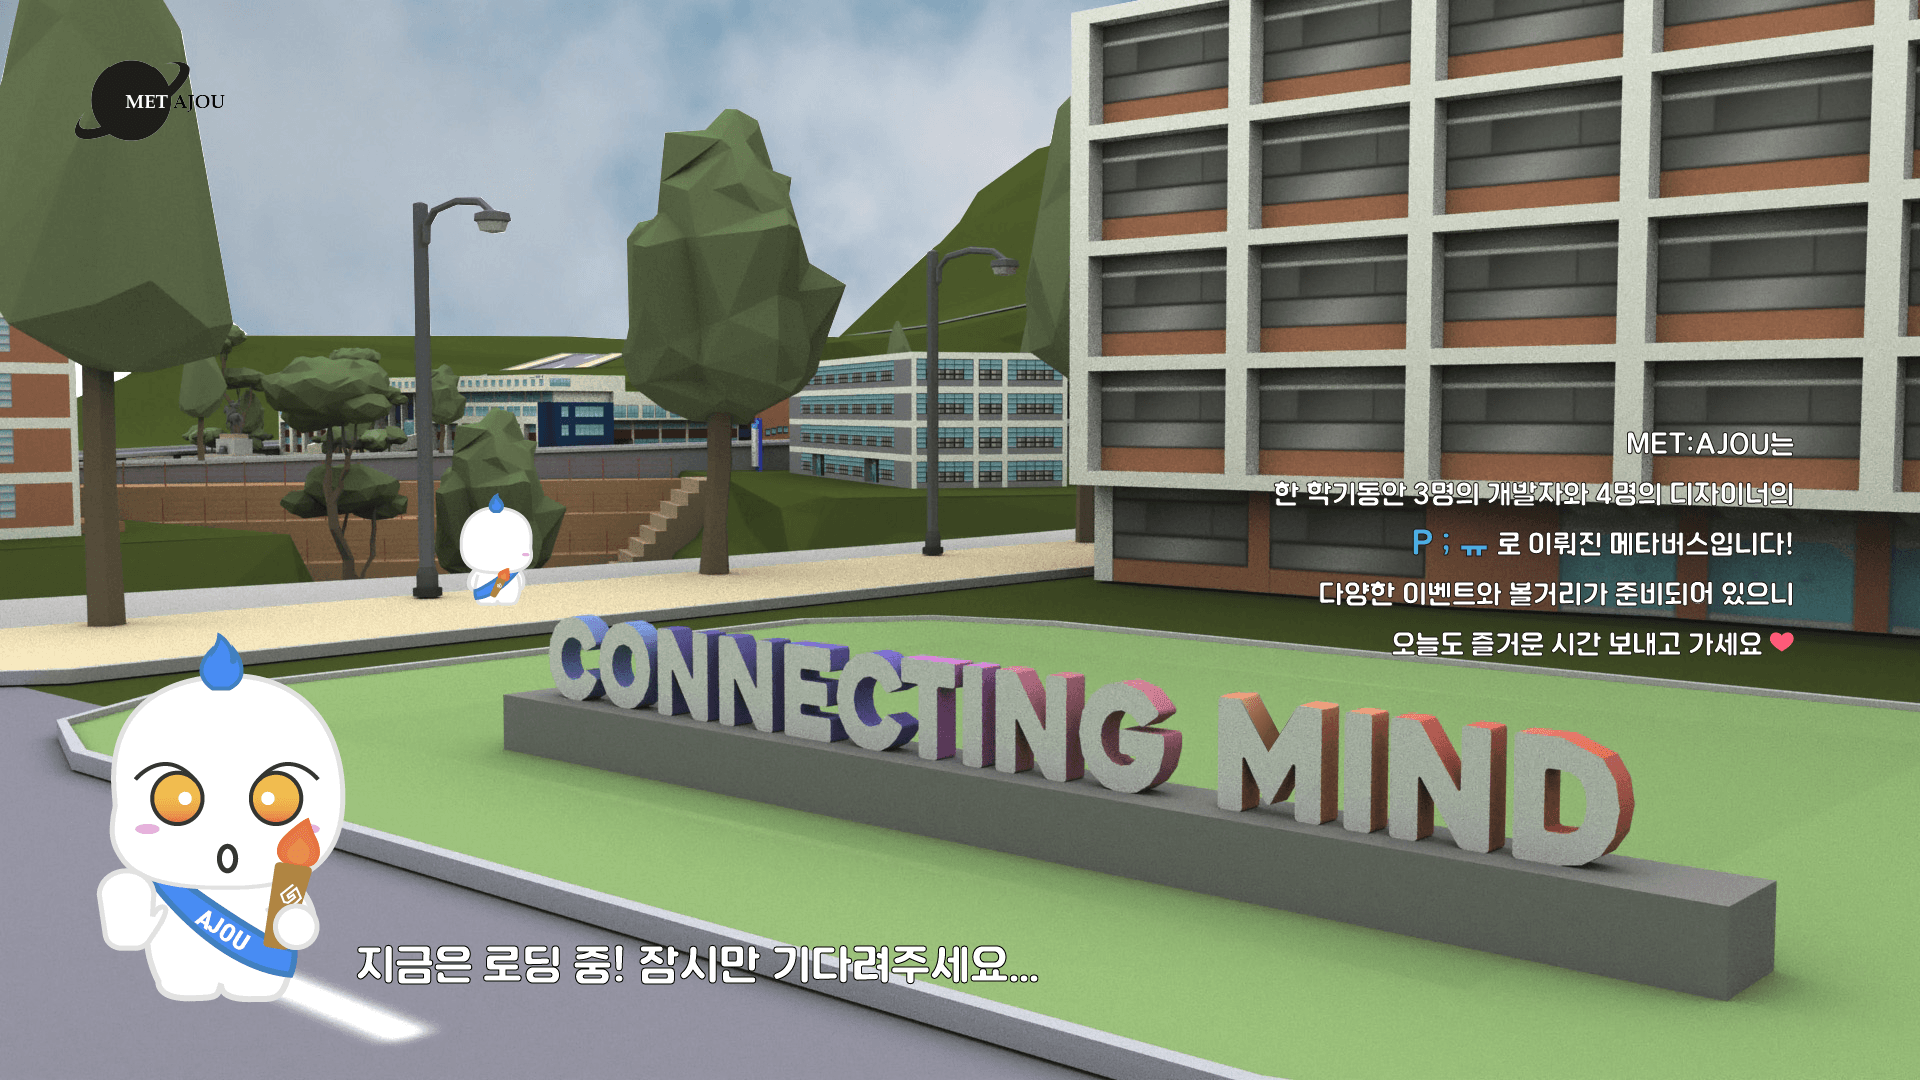 MET AJOU
MET:AJOU는
한 학기동안 3명의 개발자와 4명의 디자이너의
P ; ㅠ 로 이뤄진 메타버스입니다!
다양한 이벤트와 볼거리가 준비되어 있으니
오늘도 즐거운 시간 보내고 가세요
CONNECTING MIND
AJOU
지금은 로딩 중! 잠시만 기다려주세요...